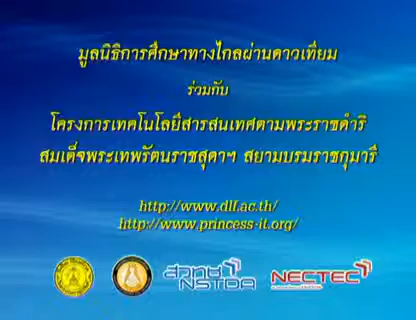 มูลนิธิการศึกษาทางไกลผ่านดาวเทียม
ร่วมกับ
โครงการเทคโนโลยีสารสนเทศตามพระราชดำริ
สมเด็จพระเทพรัตนราชสุดาฯ สยามบรมราชกุมารี
http://www.dlf.ac.th/
http://www.princess-it.org/
สวทช
NSTDA
NECTEC